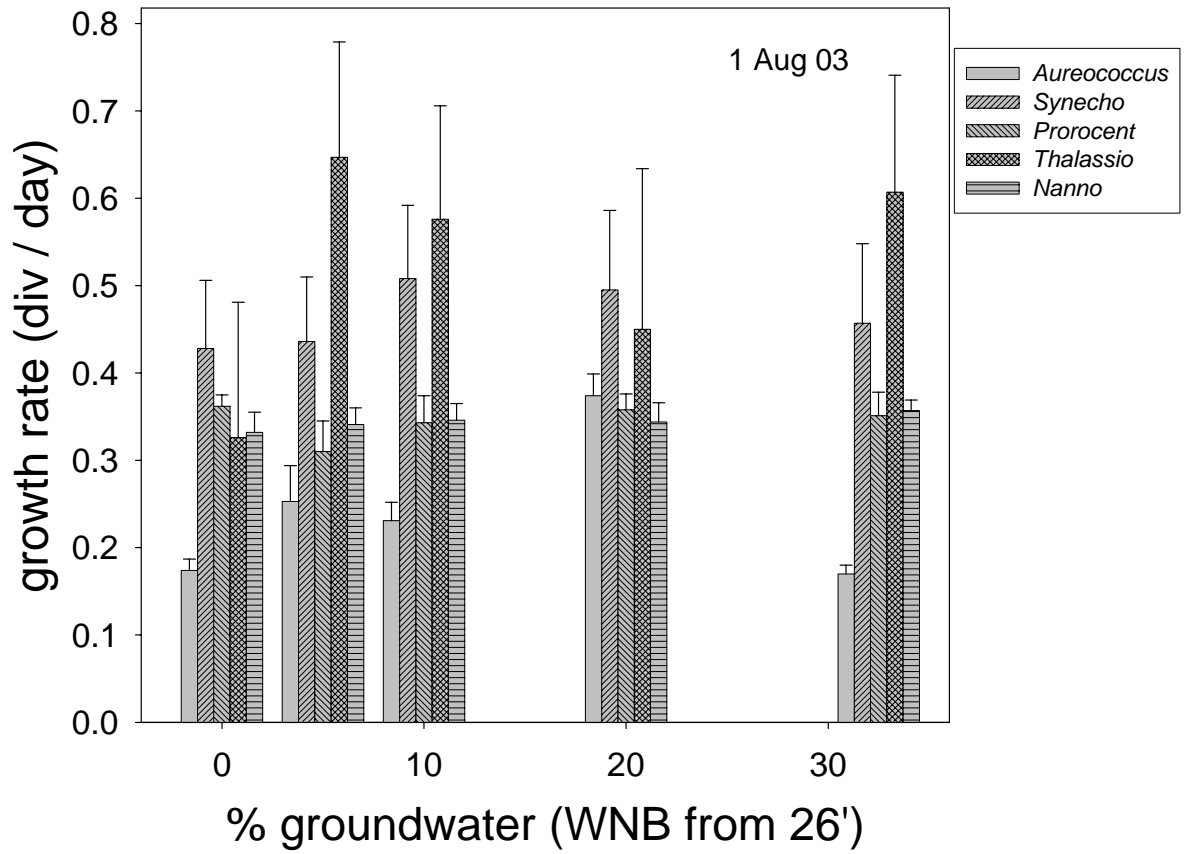 0.8
0.7
0.6
0.5
0.4
0.3
0.2
0.1
0.0
growth rate (div / day)
1 Aug 03
Aureococcus
Synecho
Prorocent
Thalassio
Nanno
0 10 20 30
% groundwater (WNB from 26')